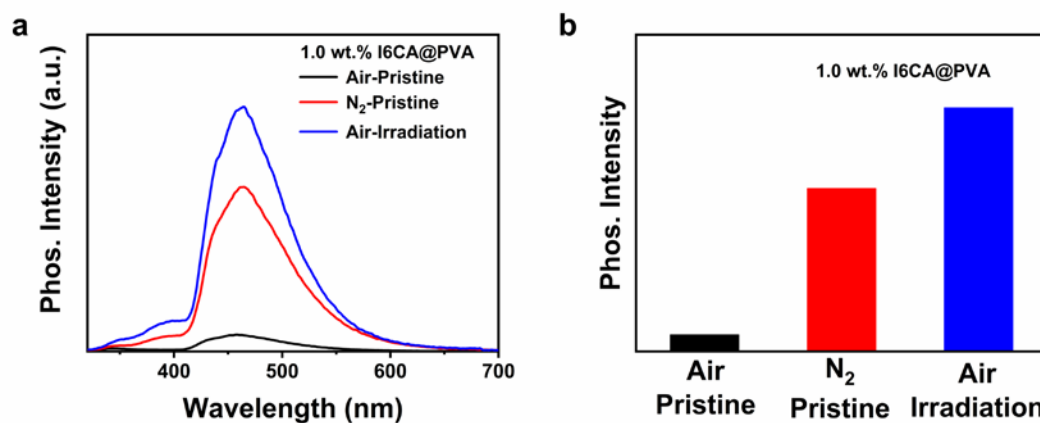 a
Phos. Intensity (a.u.)
1.0 wt.% I6CA@PVA
Air-Pristine
N₂-Pristine
Air-Irradiation
400 500 600 700
Wavelength (nm)
b
Phos. Intensity
1.0 wt.% I6CA@PVA
Air
Pristine
N₂
Pristine
Air
Irradiation